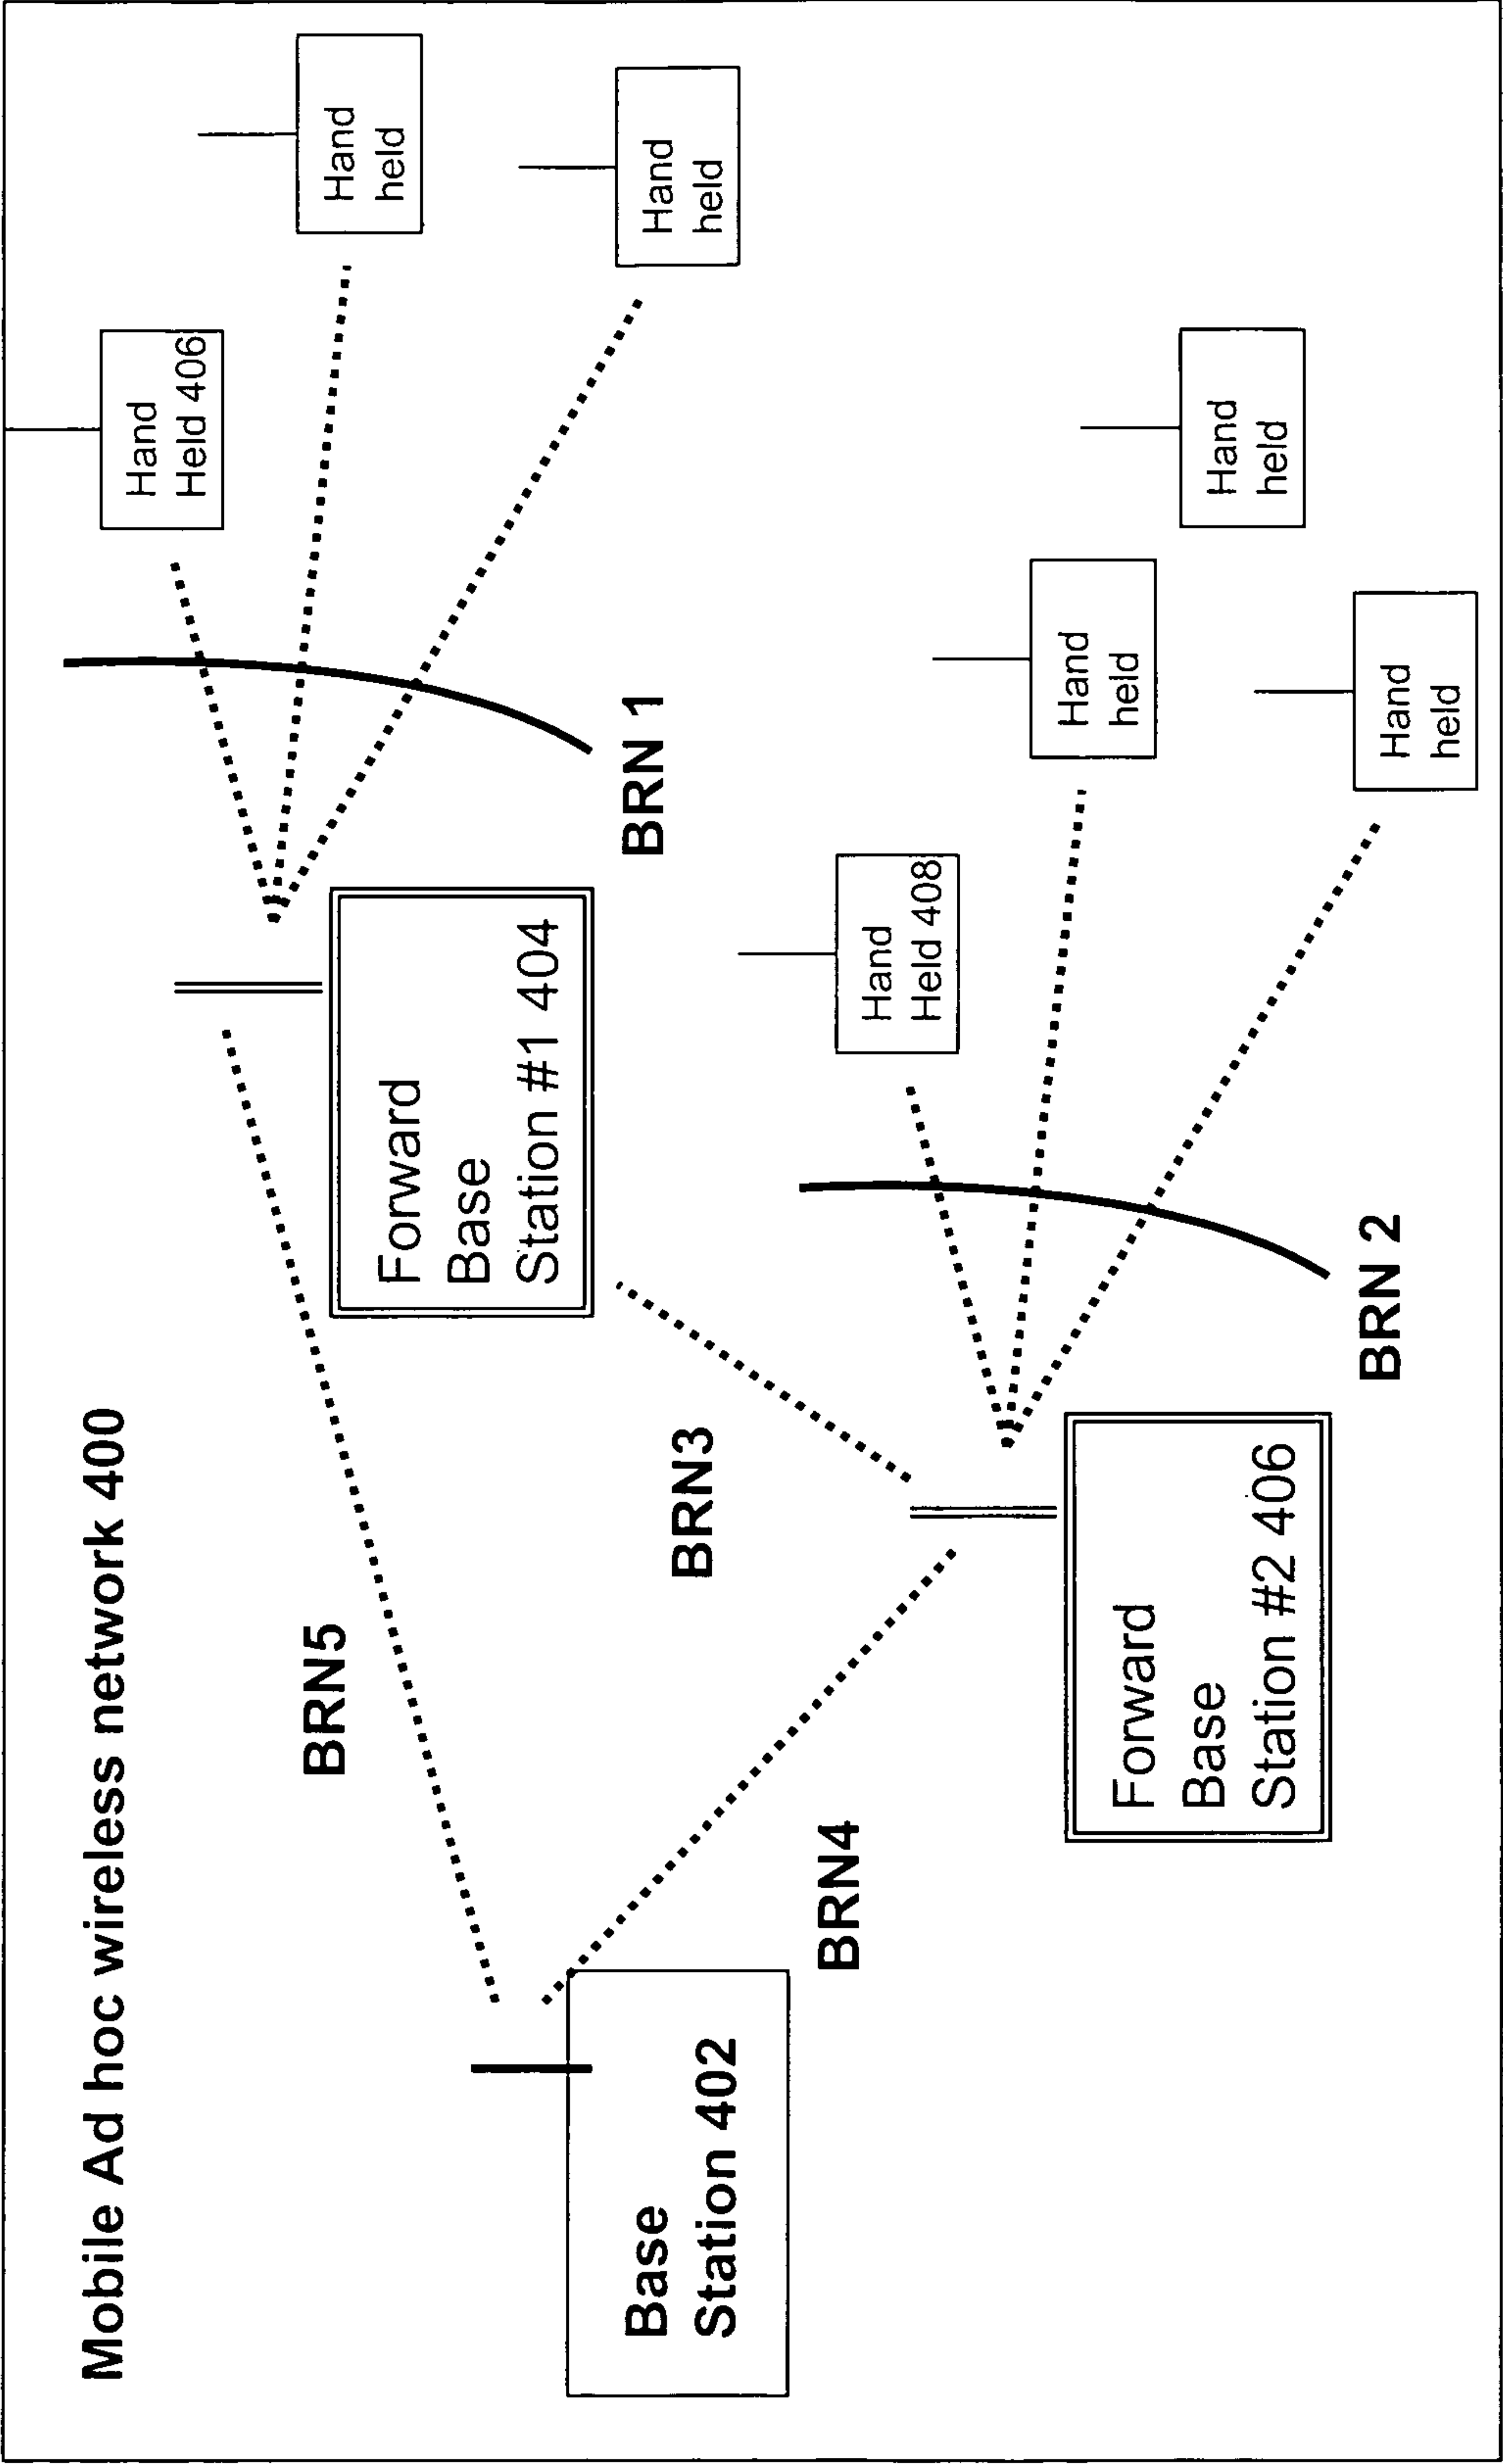 Mobile Ad hoc wireless network 400
Hand
Held 406
Hand
held
Hand
held
BRN5
Forward
Base
Station #1 404
BRN 1
BRN3
Base
Station 402
BRN4
Hand
Held 408
Hand
held
Hand
held
Hand
held
Forward
Base
Station #2 406
BRN 2